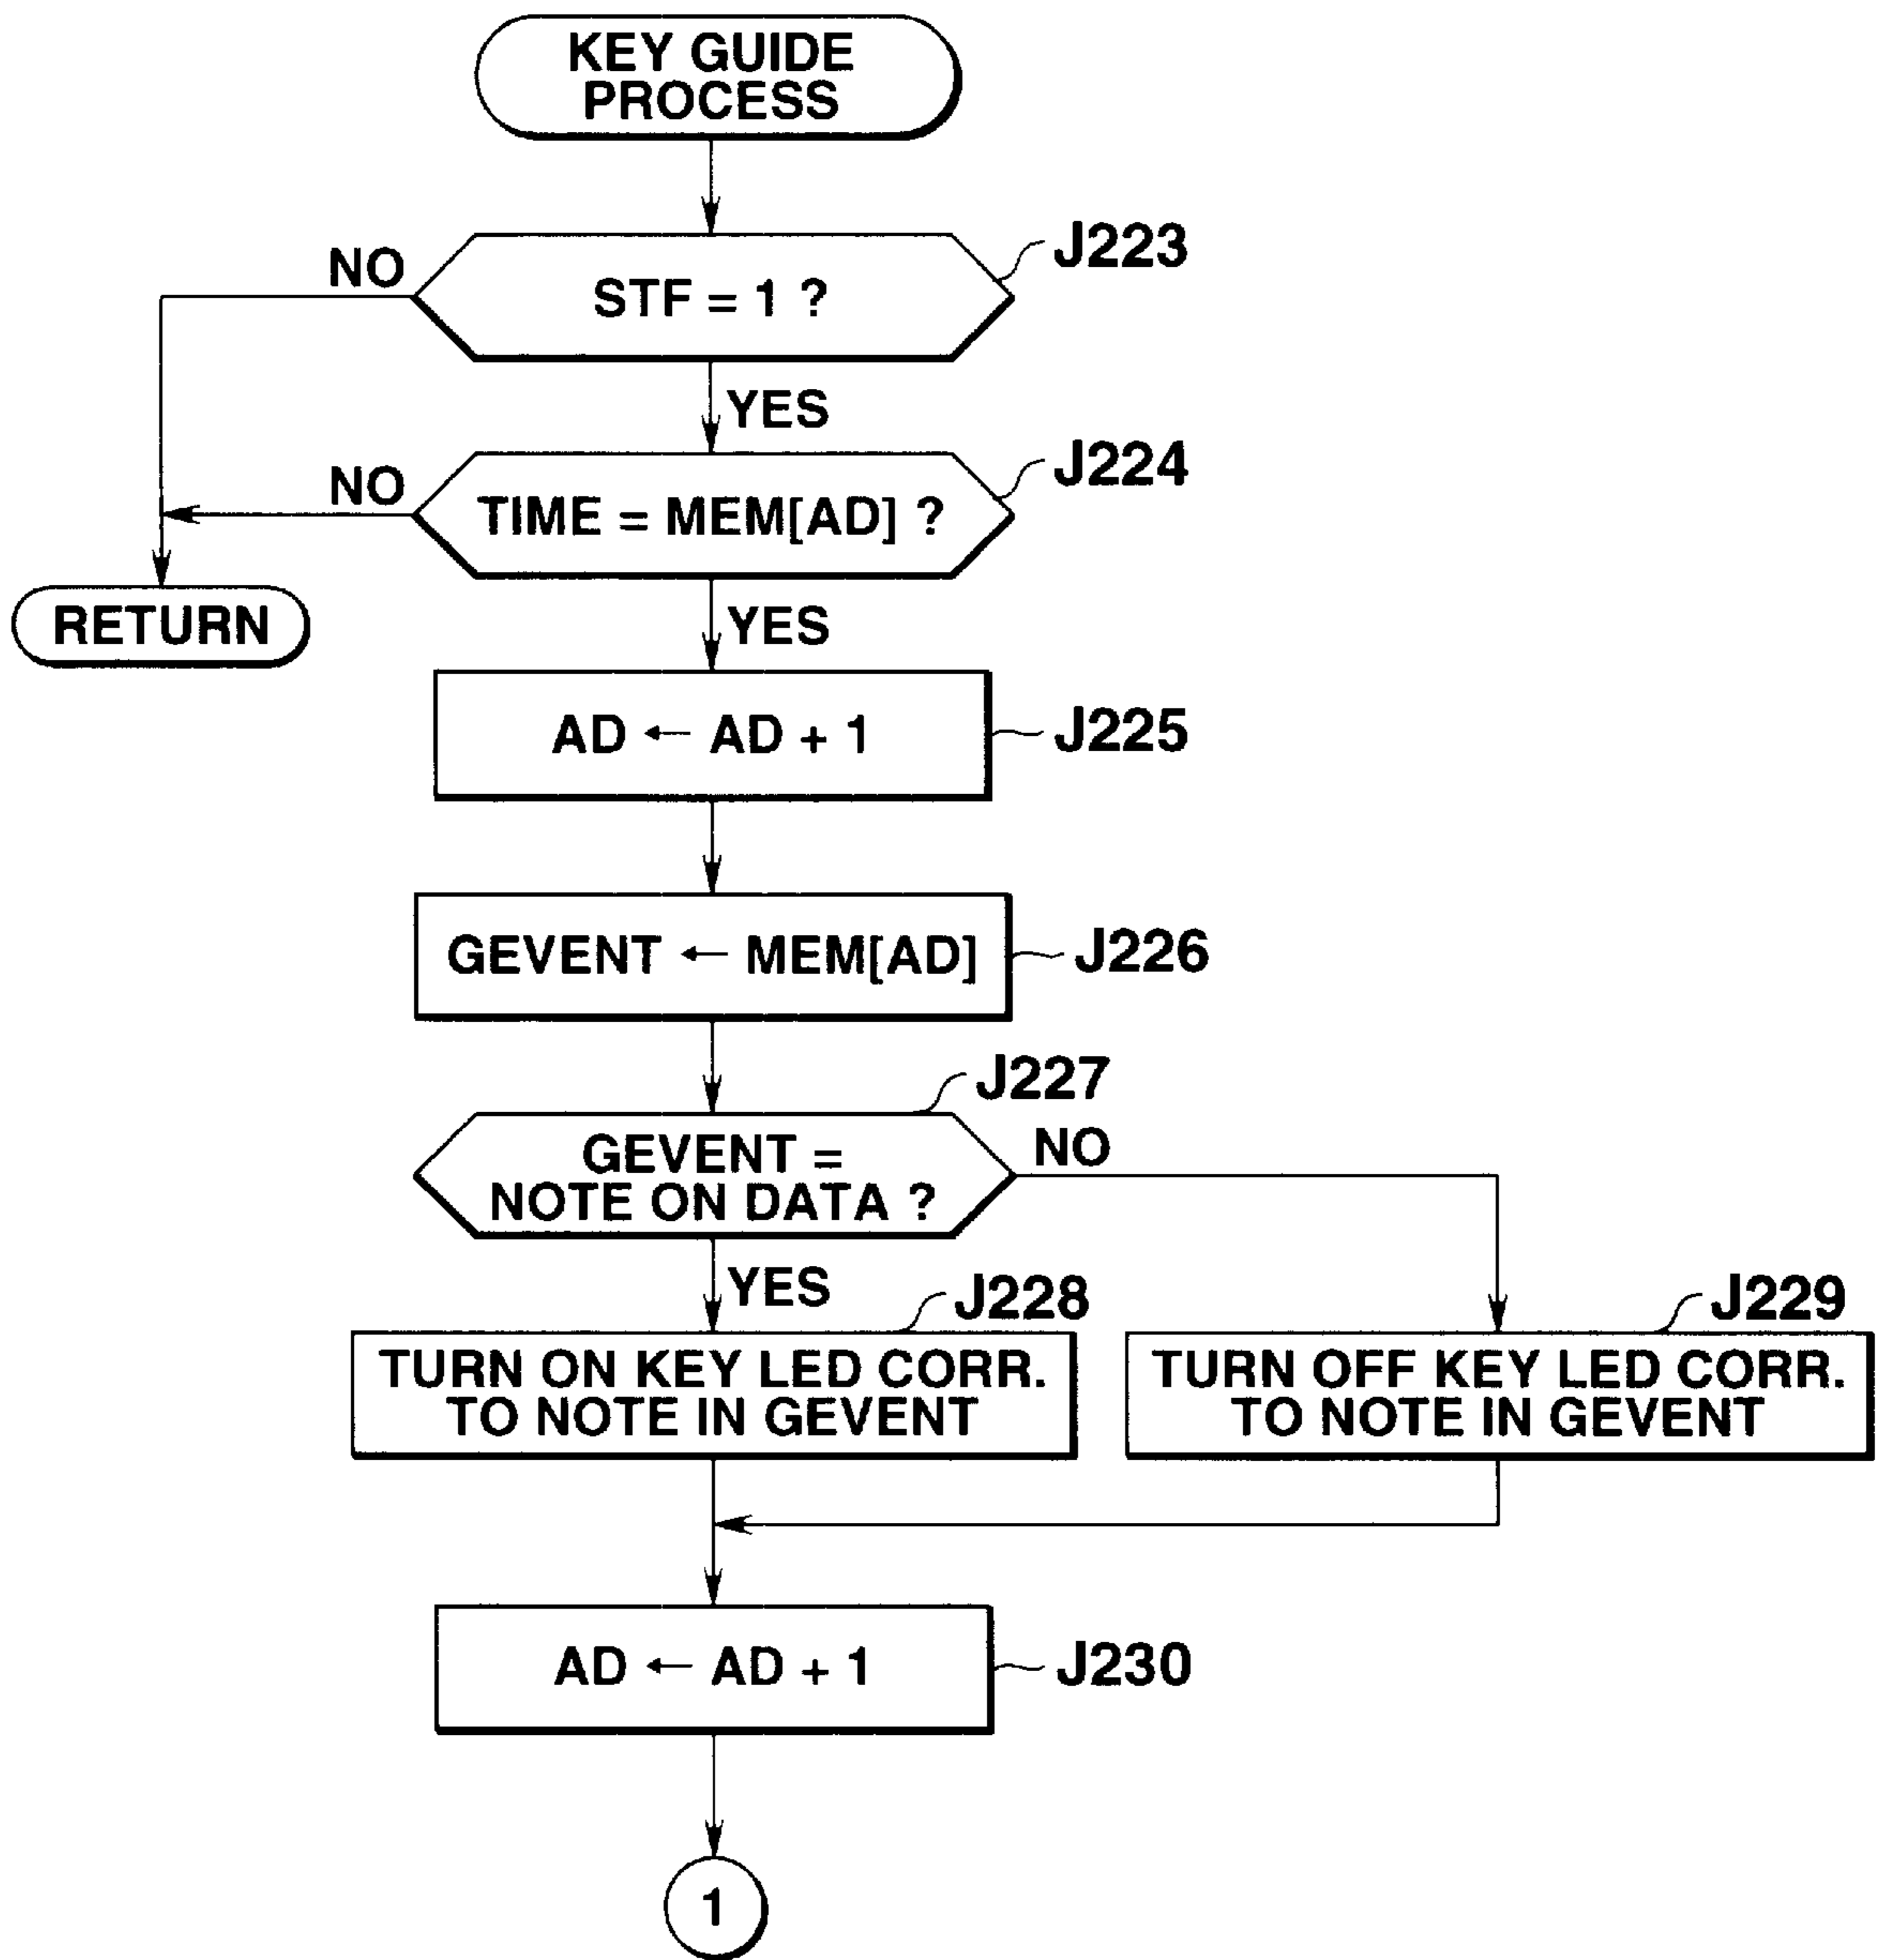 KEY GUIDE
PROCESS
J223
NO
STF = 1 ?
YES
J224
NO
TIME = MEM[AD] ?
RETURN
YES
AD ← AD + 1
J225
GEVENT ← MEM[AD]
J226
J227
GEVENT =
NOTE ON DATA ?
NO
YES
J228
J229
TURN ON KEY LED CORR.
TO NOTE IN GEVENT
TURN OFF KEY LED CORR.
TO NOTE IN GEVENT
AD ← AD + 1
J230
1